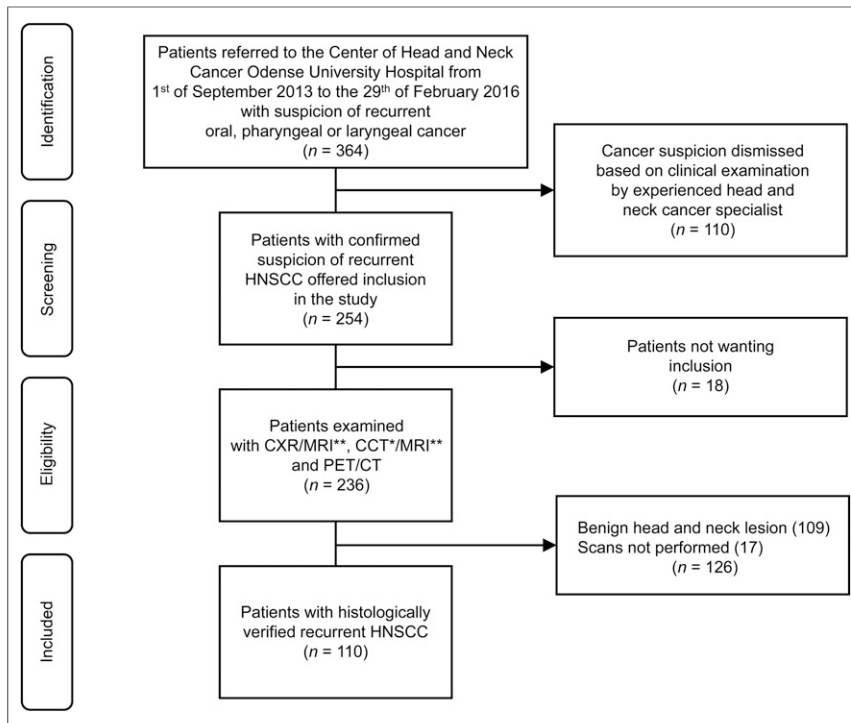 Identification
Patients referred to the Center of Head and Neck
Cancer Odense University Hospital from
1st of September 2013 to the 29th of February 2016
with suspicion of recurrent
oral, pharyngeal or laryngeal cancer
(n = 364)
Cancer suspicion dismissed
based on clinical examination
by experienced head and
neck cancer specialist
(n = 110)
Screening
Patients with confirmed
suspicion of recurrent
HNSCC offered inclusion
in the study
(n = 254)
Patients not wanting
inclusion
(n = 18)
Eligibility
Patients examined
with CXR/MRI**, CCT*/MRI**
and PET/CT
(n = 236)
Benign head and neck lesion (109)
Scans not performed (17)
(n = 126)
Included
Patients with histologically
verified recurrent HNSCC
(n = 110)